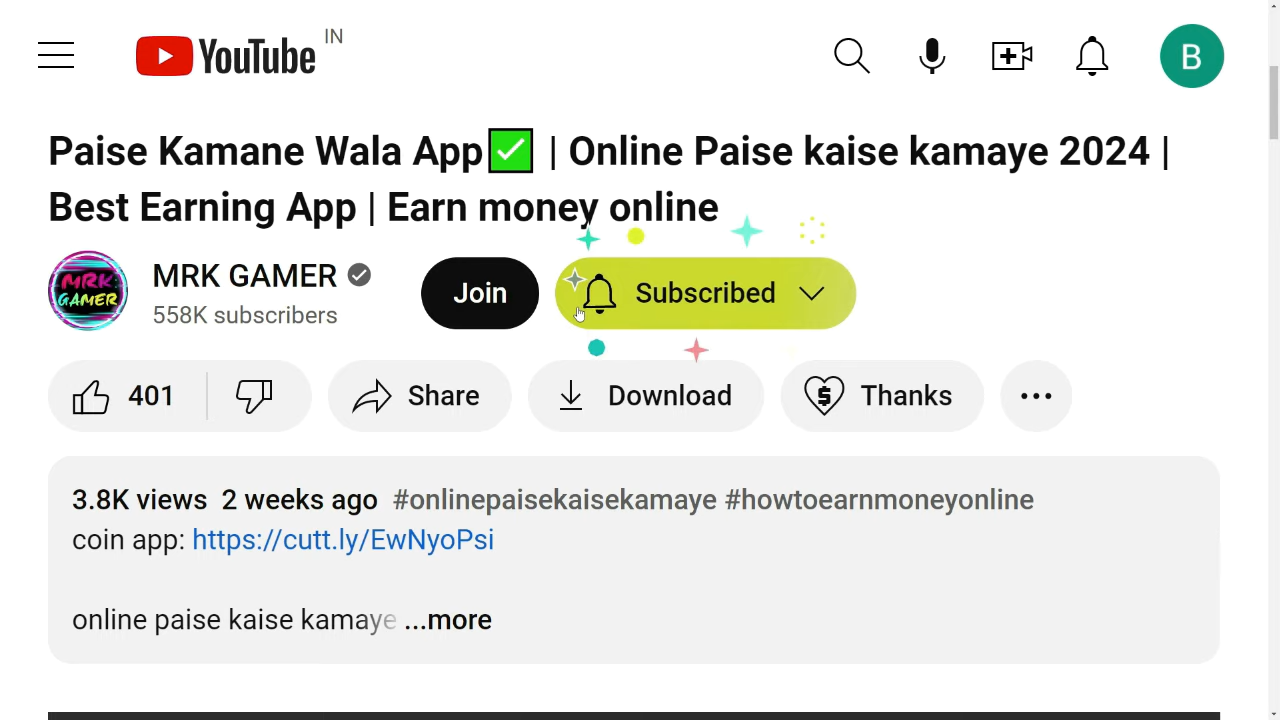 YouTube IN
B
Paise Kamane Wala App✅ | Online Paise kaise kamaye 2024 |
Best Earning App | Earn money online
MRK GAMER
MRK GAMER
558K subscribers
Join
Subscribed
401
Share
Download
Thanks
3.8K views 2 weeks ago #onlinepaisekaisekamaye #howtoearnmoneyonline
coin app: https://cutt.ly/EwNyoPsi
online paise kaise kamaye ...more